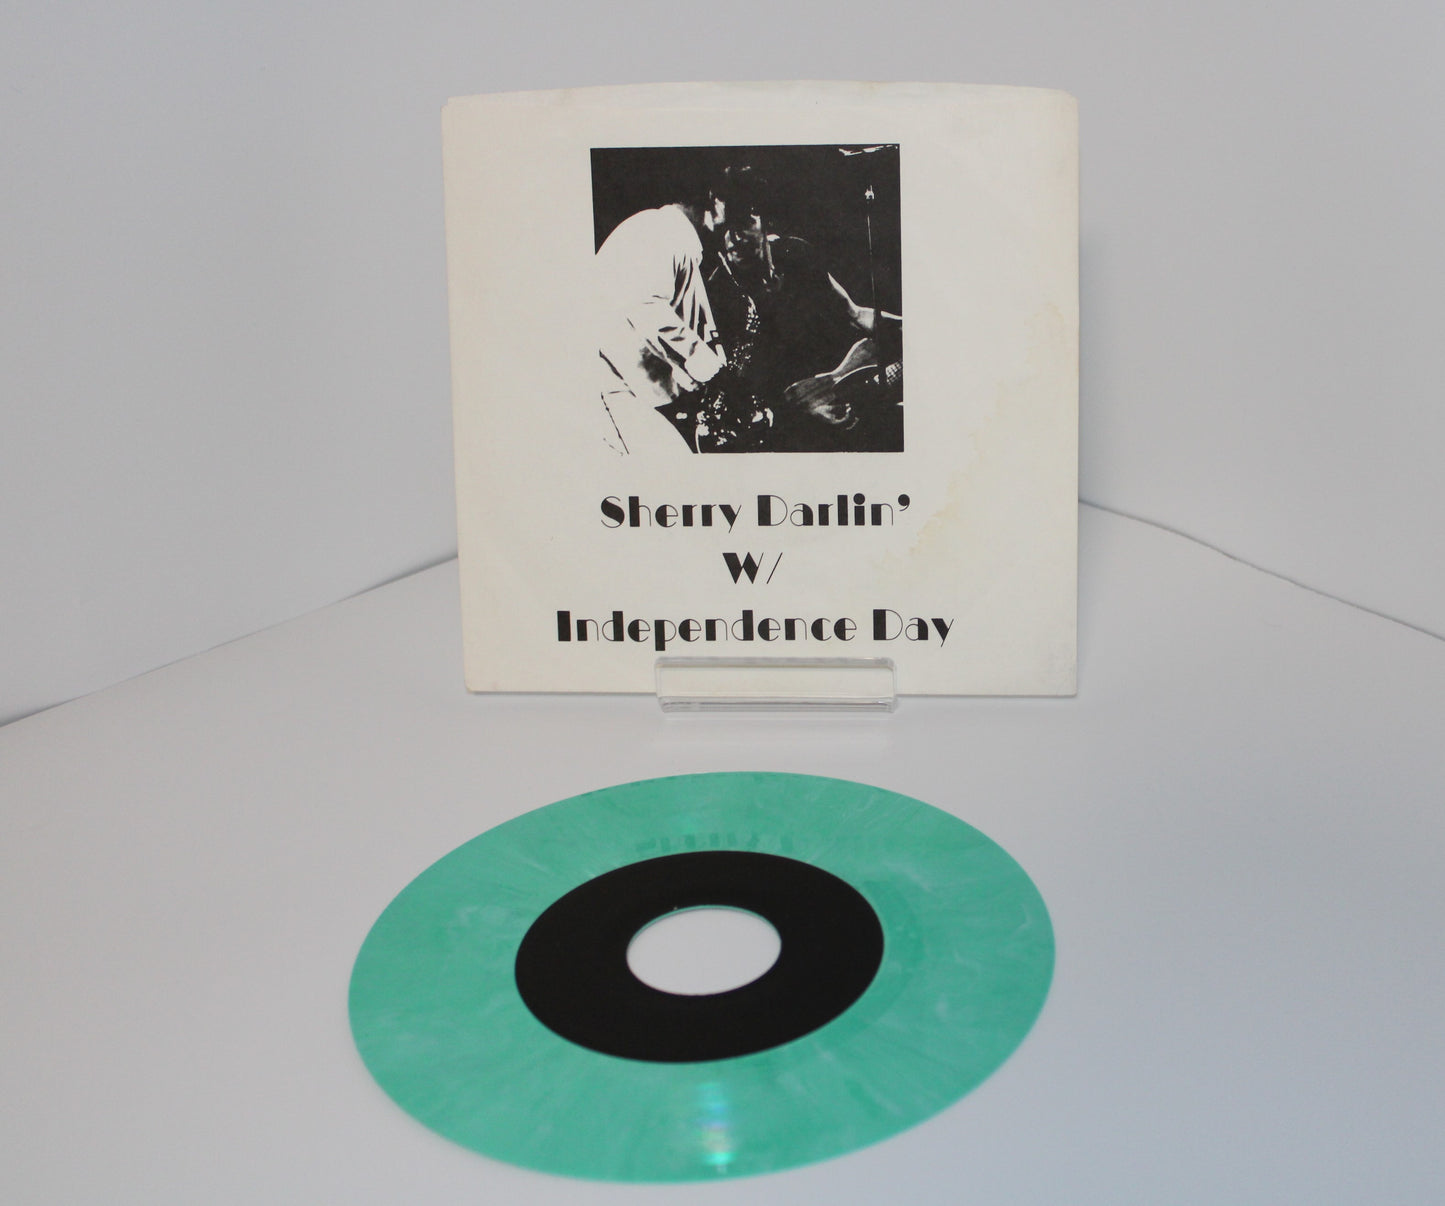 Sherry Darlin’
W/
Independence Day